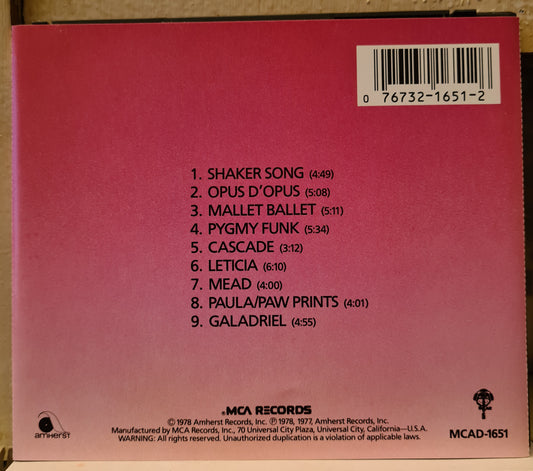 0 76732-1651-2
1. SHAKER SONG (4:49)
2. OPUS D'OPUS (5:08)
3. MALLET BALLET (5:11)
4. PYGMY FUNK (5:34)
5. CASCADE (3:12)
6. LETICIA (6:10)
7. MEAD (4:00)
8. PAULA/PAW PRINTS (4:01)
9. GALADRIEL (4:55)
MCA RECORDS
© 1978 Amherst Records, Inc. ℗ 1978, 1977, Amherst Records, Inc.
Manufactured by MCA Records, Inc., 70 Universal City Plaza, Universal City, California—U.S.A.
WARNING: All rights reserved. Unauthorized duplication is a violation of applicable laws.
amherst
MCAD-1651